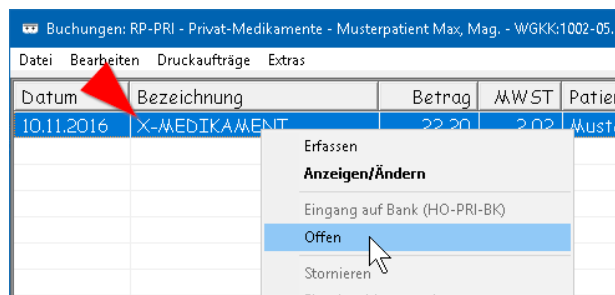 Buchungen: RP-PRI - Privat-Medikamente - Musterpatient Max, Mag. - WGKK:1002-05.
Datei Bearbeiten Druckaufträge Extras
Datum Bezeichnung Betrag MWST
10.11.2016 X-MEDIKAMENT 22.20 2.02
Erfassen
Anzeigen/Ändern
Eingang auf Bank (HO-PRI-BK)
Offen
Stornieren